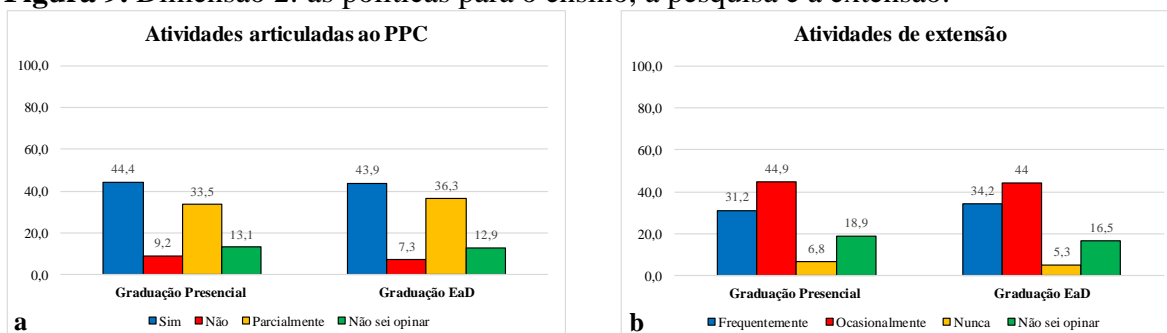 Figura 9. Dimensão 2: as políticas para o ensino, a pesquisa e a extensão.
Atividades articuladas ao PPC
100,0
80,0
60,0
40,0
20,0
0,0
44,4
9,2
33,5
13,1
43,9
7,3
36,3
12,9
Graduação Presencial
Graduação EaD
a
Sim Não Parcialmente Não sei opinar
Atividades de extensão
100,0
80,0
60,0
40,0
20,0
0,0
31,2
44,9
6,8
18,9
34,2
44
5,3
16,5
Graduação Presencial
Graduação EaD
b
Frequentemente Ocasionalmente Nunca Não sei opinar